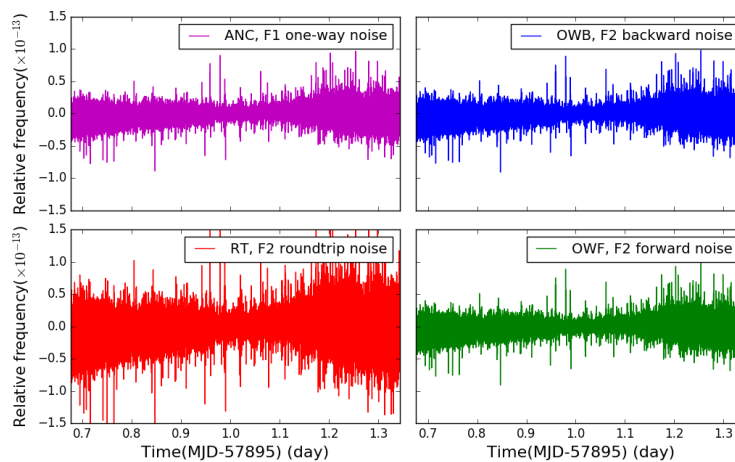 1.5
1.0
0.5
0.0
−0.5
−1.0
−1.5
Relative frequency(×10⁻¹³)
ANC, F1 one-way noise
OWB, F2 backward noise
1.5
1.0
0.5
0.0
−0.5
−1.0
−1.5
Relative frequency(×10⁻¹³)
RT, F2 roundtrip noise
OWF, F2 forward noise
0.7 0.8 0.9 1.0 1.1 1.2 1.3
Time(MJD-57895) (day)
0.7 0.8 0.9 1.0 1.1 1.2 1.3
Time(MJD-57895) (day)